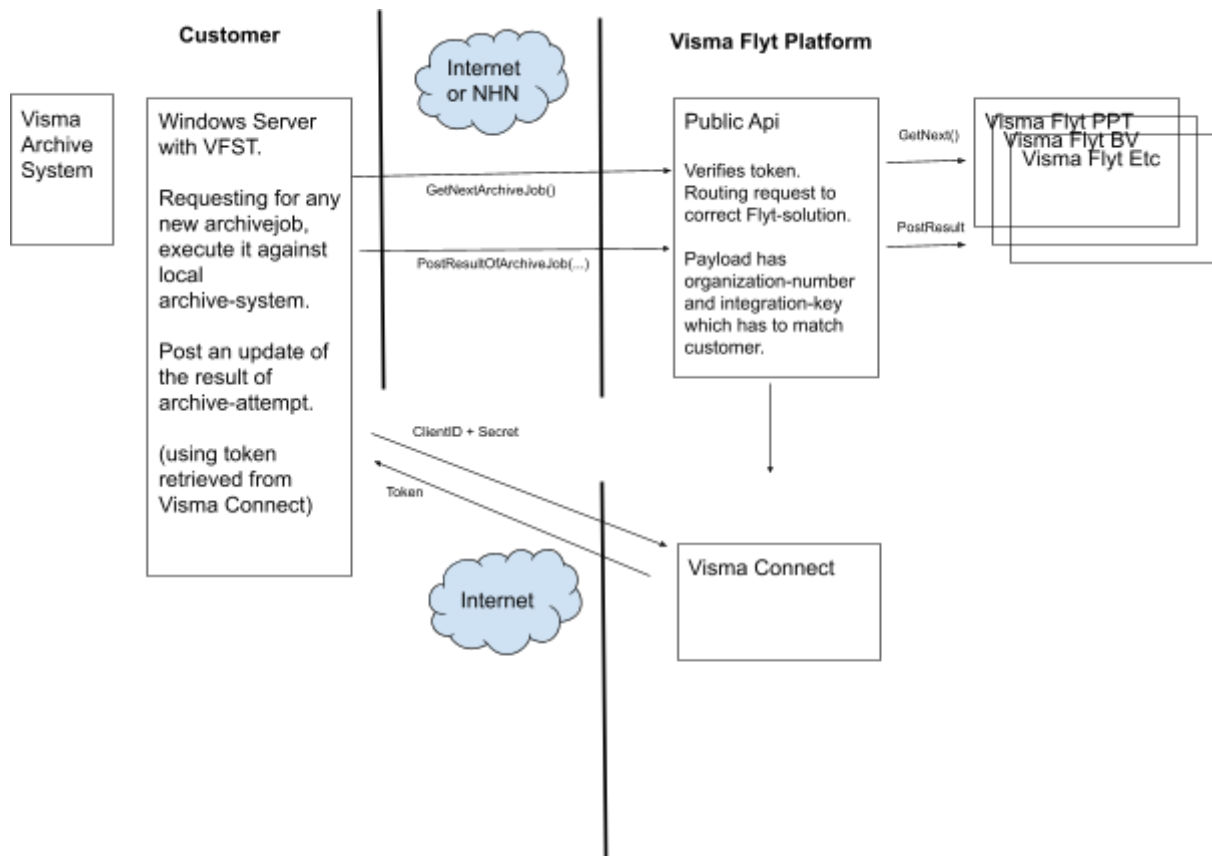 Customer
Visma Flyt Platform
Internet
or NHN
Visma
Archive
System
Windows Server
with VFST.
Requesting for any
new archivejob,
execute it against
local
archive-system.
Post an update of
the result of
archive-attempt.
(using token
retrieved from
Visma Connect)
GetNextArchiveJob()
PostResultOfArchiveJob(...)
Public Api
Verifies token.
Routing request to
correct Flyt-solution.
Payload has
organization-number
and integration-key
which has to match
customer.
GetNext()
PostResult
Visma Flyt PPT
Visma Flyt BV
Visma Flyt Etc
ClientID + Secret
Token
Internet
Visma Connect